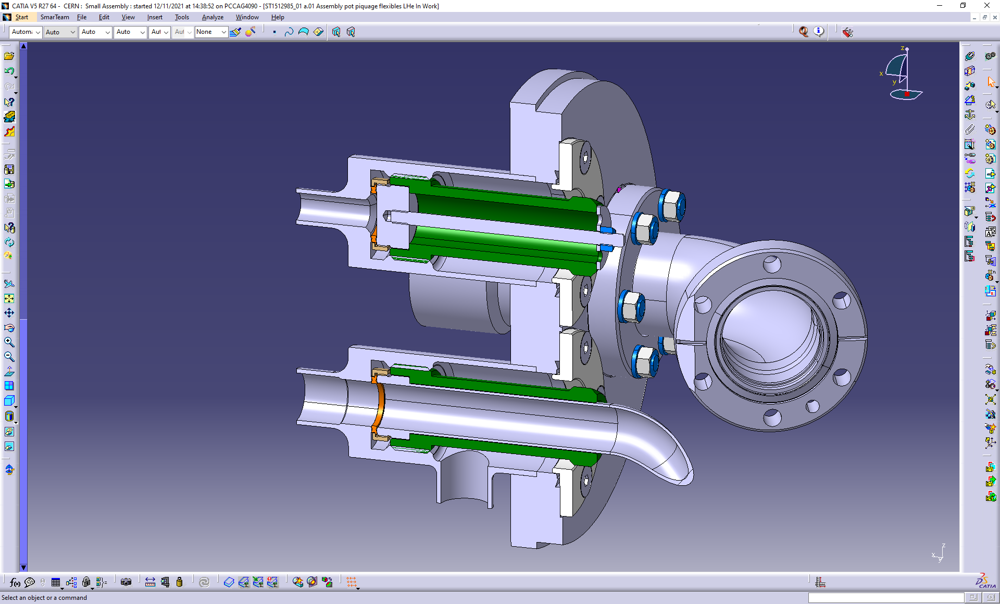 CATIA V5 R27 64 - CERN : Small Assembly : started 12/11/2021 at 14:38:52 on PCCAG4090 - [ST1512985_01 a.01 Assembly pot piquage flexibles LHe In Work]
Start SmarTeam File Edit View Insert Tools Analyze Window Help
Autom Auto Auto Auto Aut Aut None
z
x
y
z
x
y
f(x)
CATIA
Select an object or a command